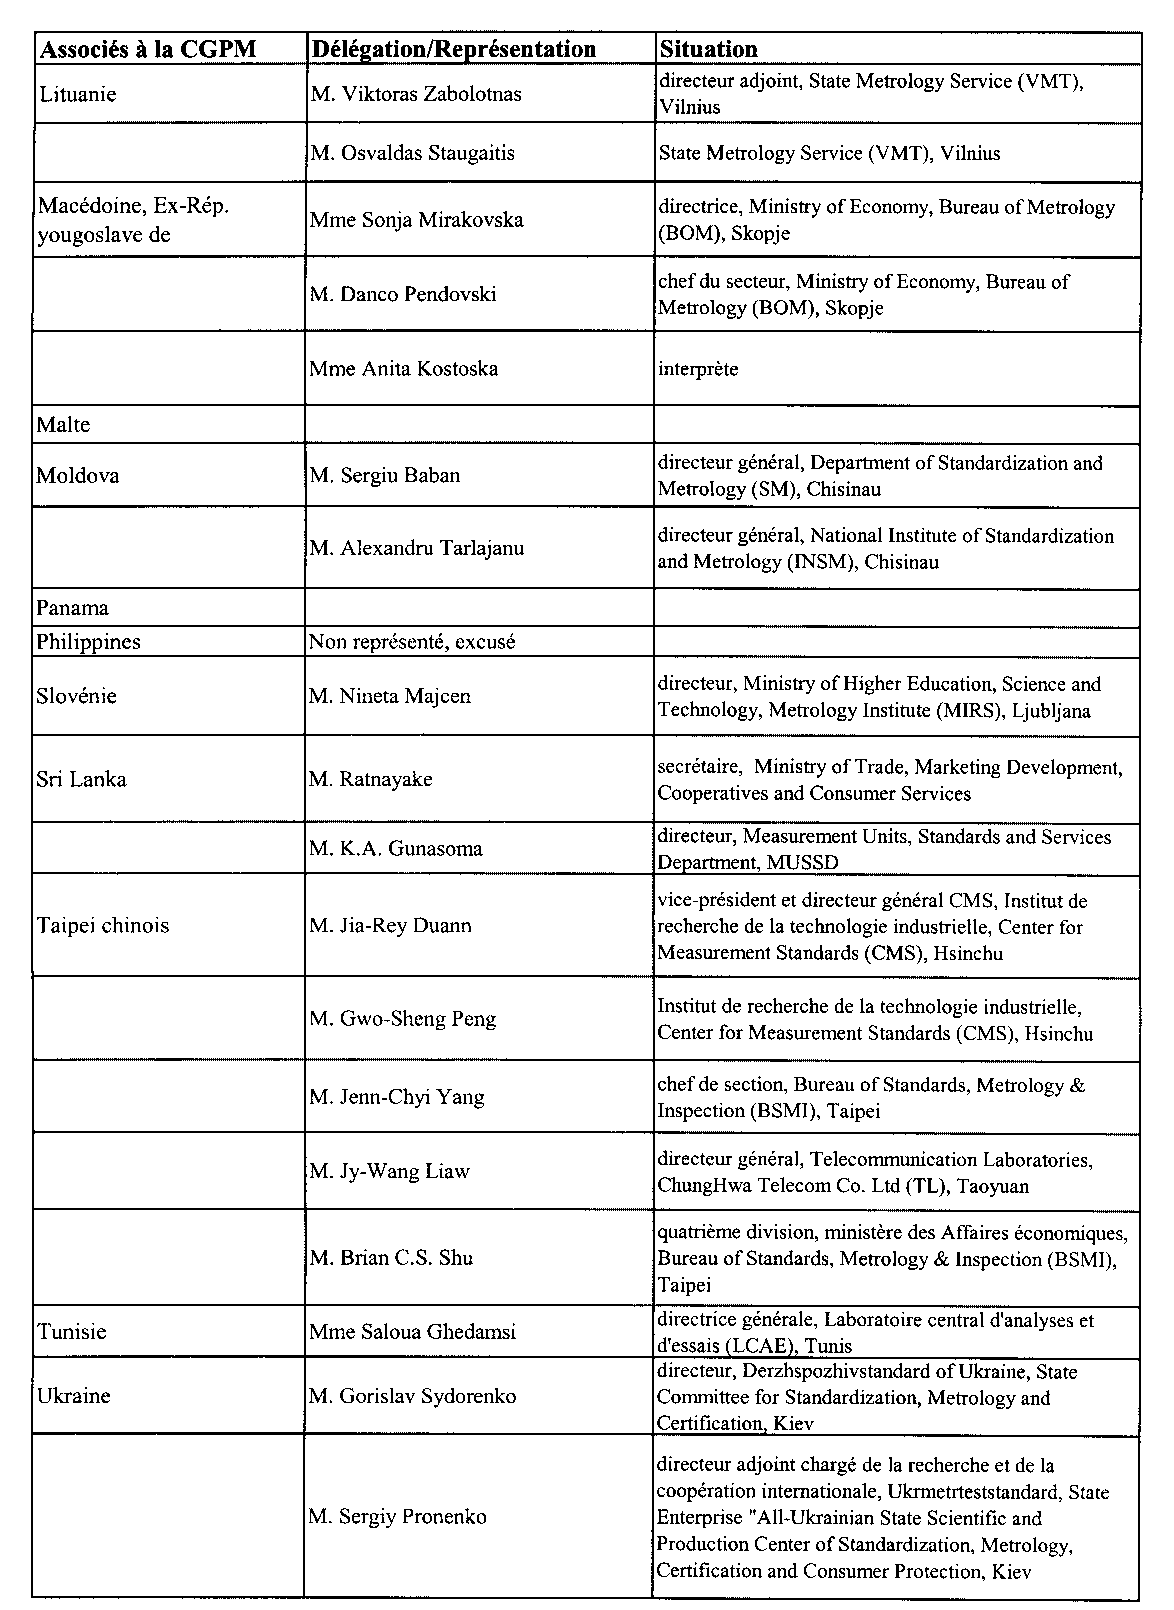 Associés à la CGPM Délégation/Représentation Situation
Lituanie M. Viktoras Zabolotnas directeur adjoint, State Metrology Service (VMT),
Vilnius
M. Osvaldas Staugaitis State Metrology Service (VMT), Vilnius
Macédoine, Ex-Rép.
yougoslave de
Mme Sonja Mirakovska
directrice, Ministry of Economy, Bureau of Metrology
(BOM), Skopje
M. Danco Pendovski
chef du secteur, Ministry of Economy, Bureau of
Metrology (BOM), Skopje
Mme Anita Kostoska interprète
Malte
Moldova M. Sergiu Baban
directeur général, Department of Standardization and
Metrology (SM), Chisinau
M. Alexandru Tarlajanu
directeur général, National Institute of Standardization
and Metrology (INSM), Chisinau
Panama
Philippines Non représenté, excusé
Slovénie M. Nineta Majcen
directeur, Ministry of Higher Education, Science and
Technology, Metrology Institute (MIRS), Ljubljana
Sri Lanka M. Ratnayake
secrétaire, Ministry of Trade, Marketing Development,
Cooperatives and Consumer Services
M. K.A. Gunasoma
directeur, Measurement Units, Standards and Services
Department, MUSSD
Taipei chinois M. Jia-Rey Duann
vice-président et directeur général CMS, Institut de
recherche de la technologie industrielle, Center for
Measurement Standards (CMS), Hsinchu
M. Gwo-Sheng Peng
Institut de recherche de la technologie industrielle,
Center for Measurement Standards (CMS), Hsinchu
M. Jenn-Chyi Yang
chef de section, Bureau of Standards, Metrology &
Inspection (BSMI), Taipei
M. Jy-Wang Liaw
directeur général, Telecommunication Laboratories,
ChungHwa Telecom Co. Ltd (TL), Taoyuan
M. Brian C.S. Shu
quatrième division, ministère des Affaires économiques,
Bureau of Standards, Metrology & Inspection (BSMI),
Taipei
Tunisie Mme Saloua Ghedamsi
directrice générale, Laboratoire central d'analyses et
d'essais (LCAE), Tunis
Ukraine M. Gorislav Sydorenko
directeur, Derzhspozhivstandard of Ukraine, State
Committee for Standardization, Metrology and
Certification, Kiev
M. Sergiy Pronenko
directeur adjoint chargé de la recherche et de la
coopération internationale, Ukrmetrteststandard, State
Enterprise "All-Ukrainian State Scientific and
Production Center of Standardization, Metrology,
Certification and Consumer Protection, Kiev